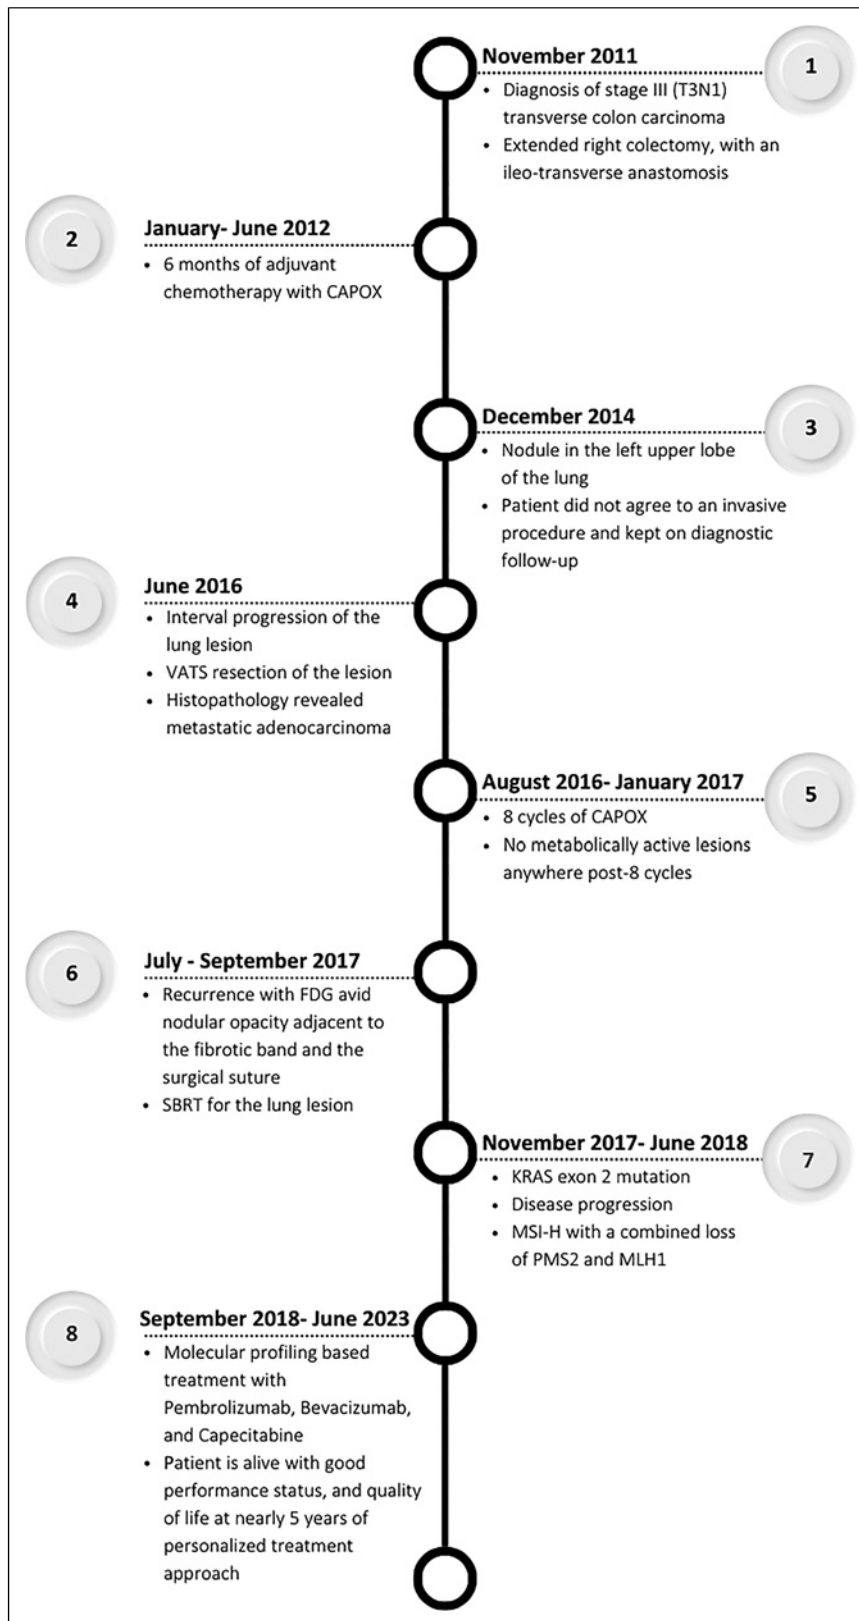 November 2011
1
• Diagnosis of stage III (T3N1)
transverse colon carcinoma
• Extended right colectomy, with an
ileo-transverse anastomosis
2
January- June 2012
• 6 months of adjuvant
chemotherapy with CAPOX
December 2014
3
• Nodule in the left upper lobe
of the lung
• Patient did not agree to an invasive
procedure and kept on diagnostic
follow-up
4
June 2016
• Interval progression of the
lung lesion
• VATS resection of the lesion
• Histopathology revealed
metastatic adenocarcinoma
August 2016- January 2017
5
• 8 cycles of CAPOX
• No metabolically active lesions
anywhere post-8 cycles
6
July - September 2017
• Recurrence with FDG avid
nodular opacity adjacent to
the fibrotic band and the
surgical suture
• SBRT for the lung lesion
November 2017- June 2018
7
• KRAS exon 2 mutation
• Disease progression
• MSI-H with a combined loss
of PMS2 and MLH1
8
September 2018- June 2023
• Molecular profiling based
treatment with
Pembrolizumab, Bevacizumab,
and Capecitabine
• Patient is alive with good
performance status, and quality
of life at nearly 5 years of
personalized treatment
approach